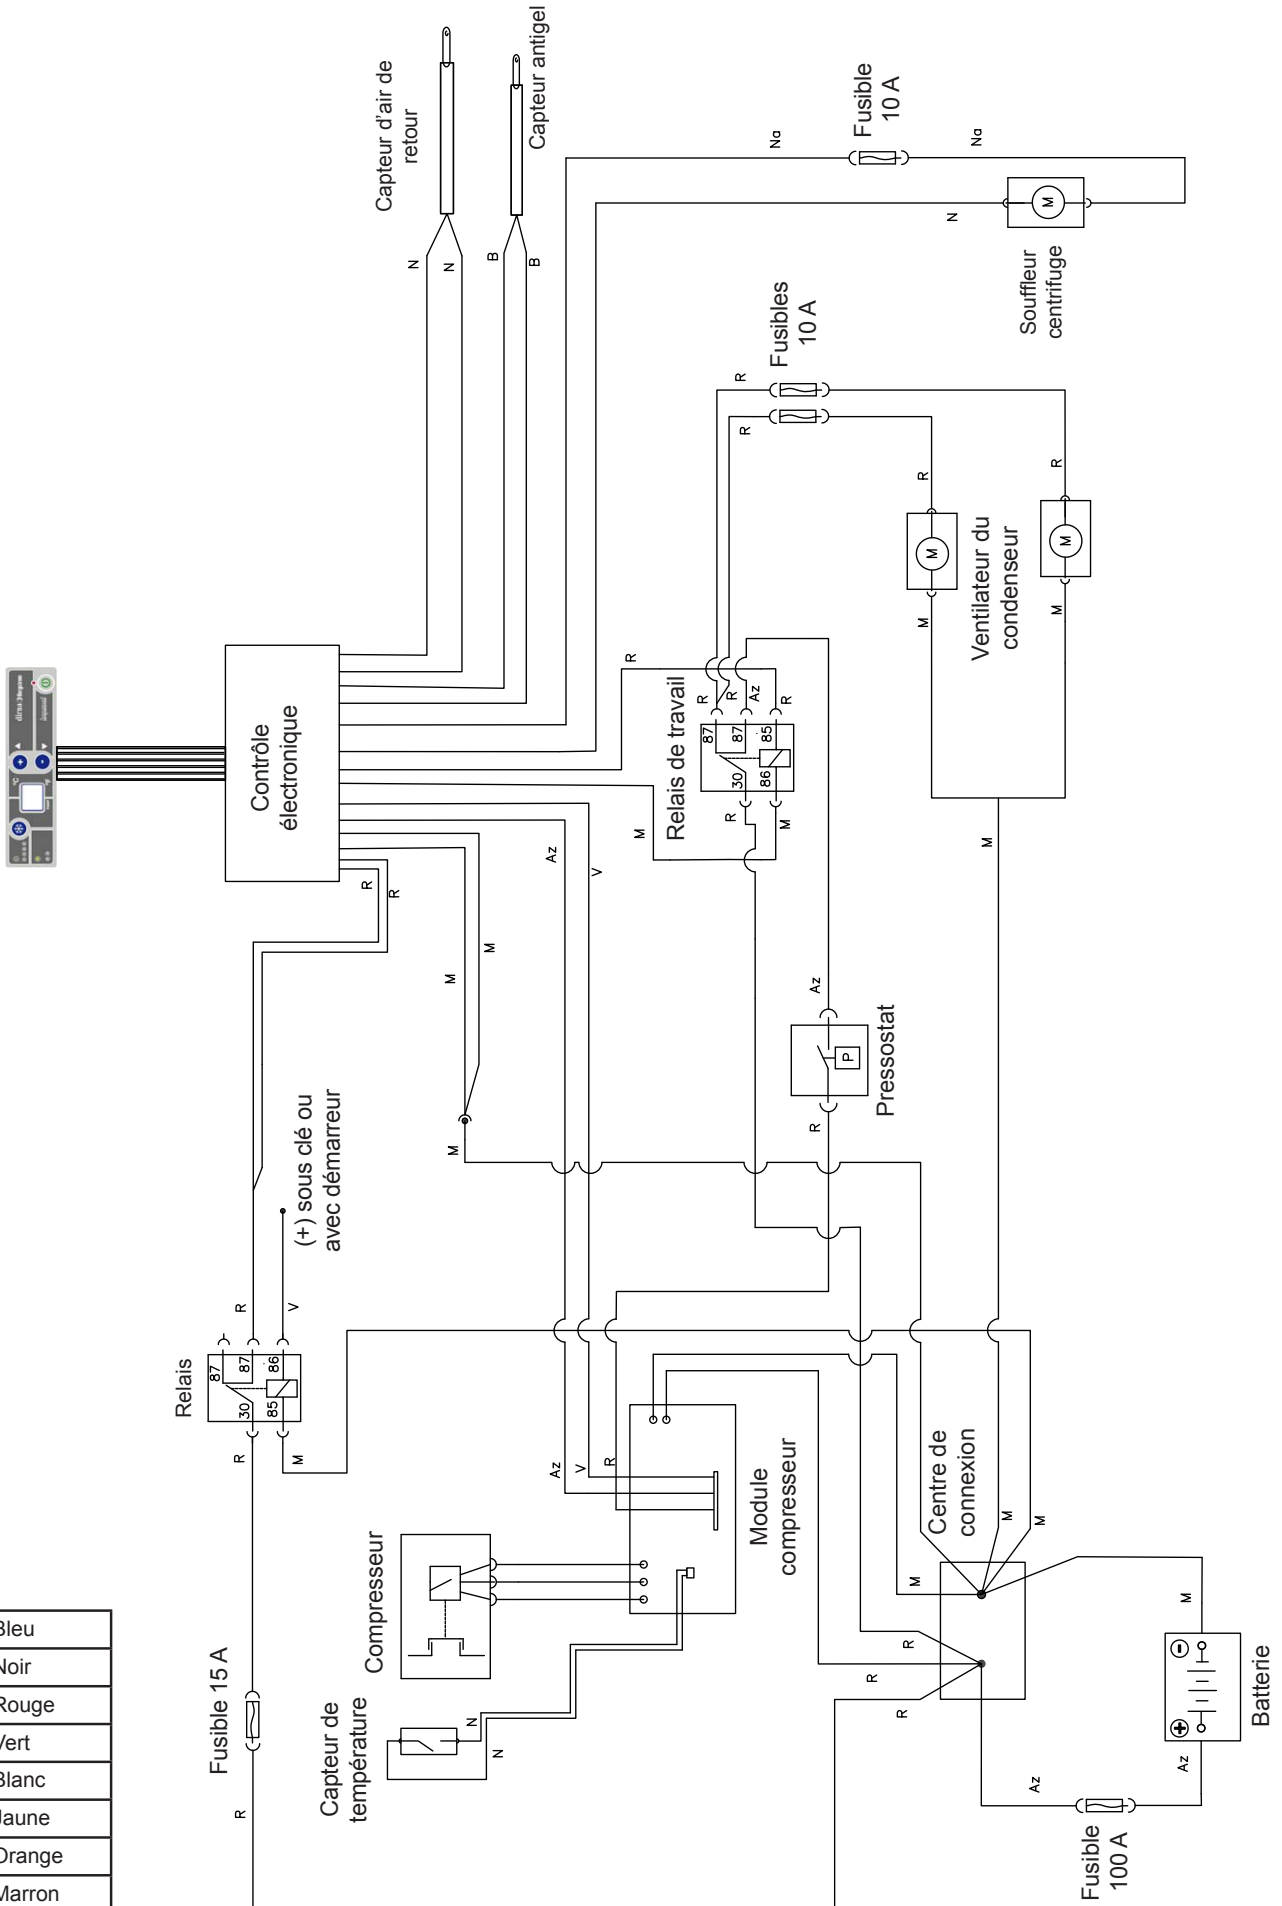 Capteur d'air de
retour
Capteur antigel
N
N
B
B
Na
Fusible
10 A
Na
N
M
Souffleur
centrifuge
dirna Bergstrom
°C
°F
+
-
Contrôle
électronique
R
R
M
M
M
Az
V
M
R
Relais de travail
R
R
Az
R
87
87
85
30
86
R
M
R
R
Fusibles
10 A
R
R
M
M
M
M
Ventilateur du
condenseur
M
Az
P
R
Pressostat
(+) sous clé ou
avec démarreur
R
V
Relais
87
87
86
30
85
R
M
Fusible 15 A
R
Az
V
R
Compresseur
Module
compresseur
Capteur de
température
N
N
Centre de
connexion
M
M
M
R
R
R
M
Az
Az
Fusible
100 A
+
-
Batterie
Bleu
Noir
Rouge
Vert
Blanc
Jaune
Orange
Marron